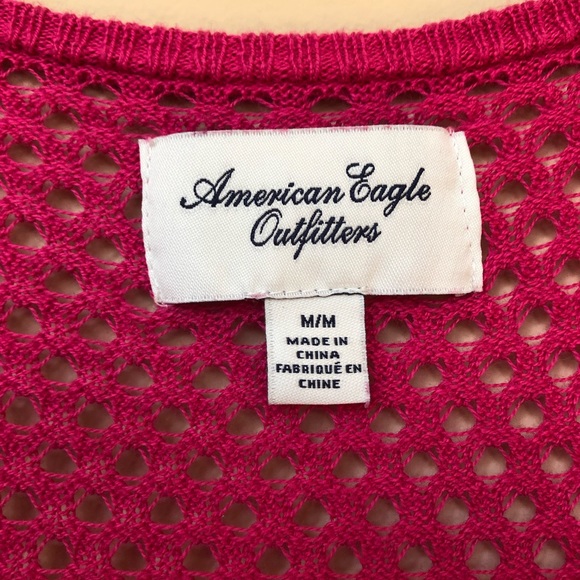 American Eagle
Outfitters
M/M
MADE IN
CHINA
FABRIQUÉ EN
CHINE